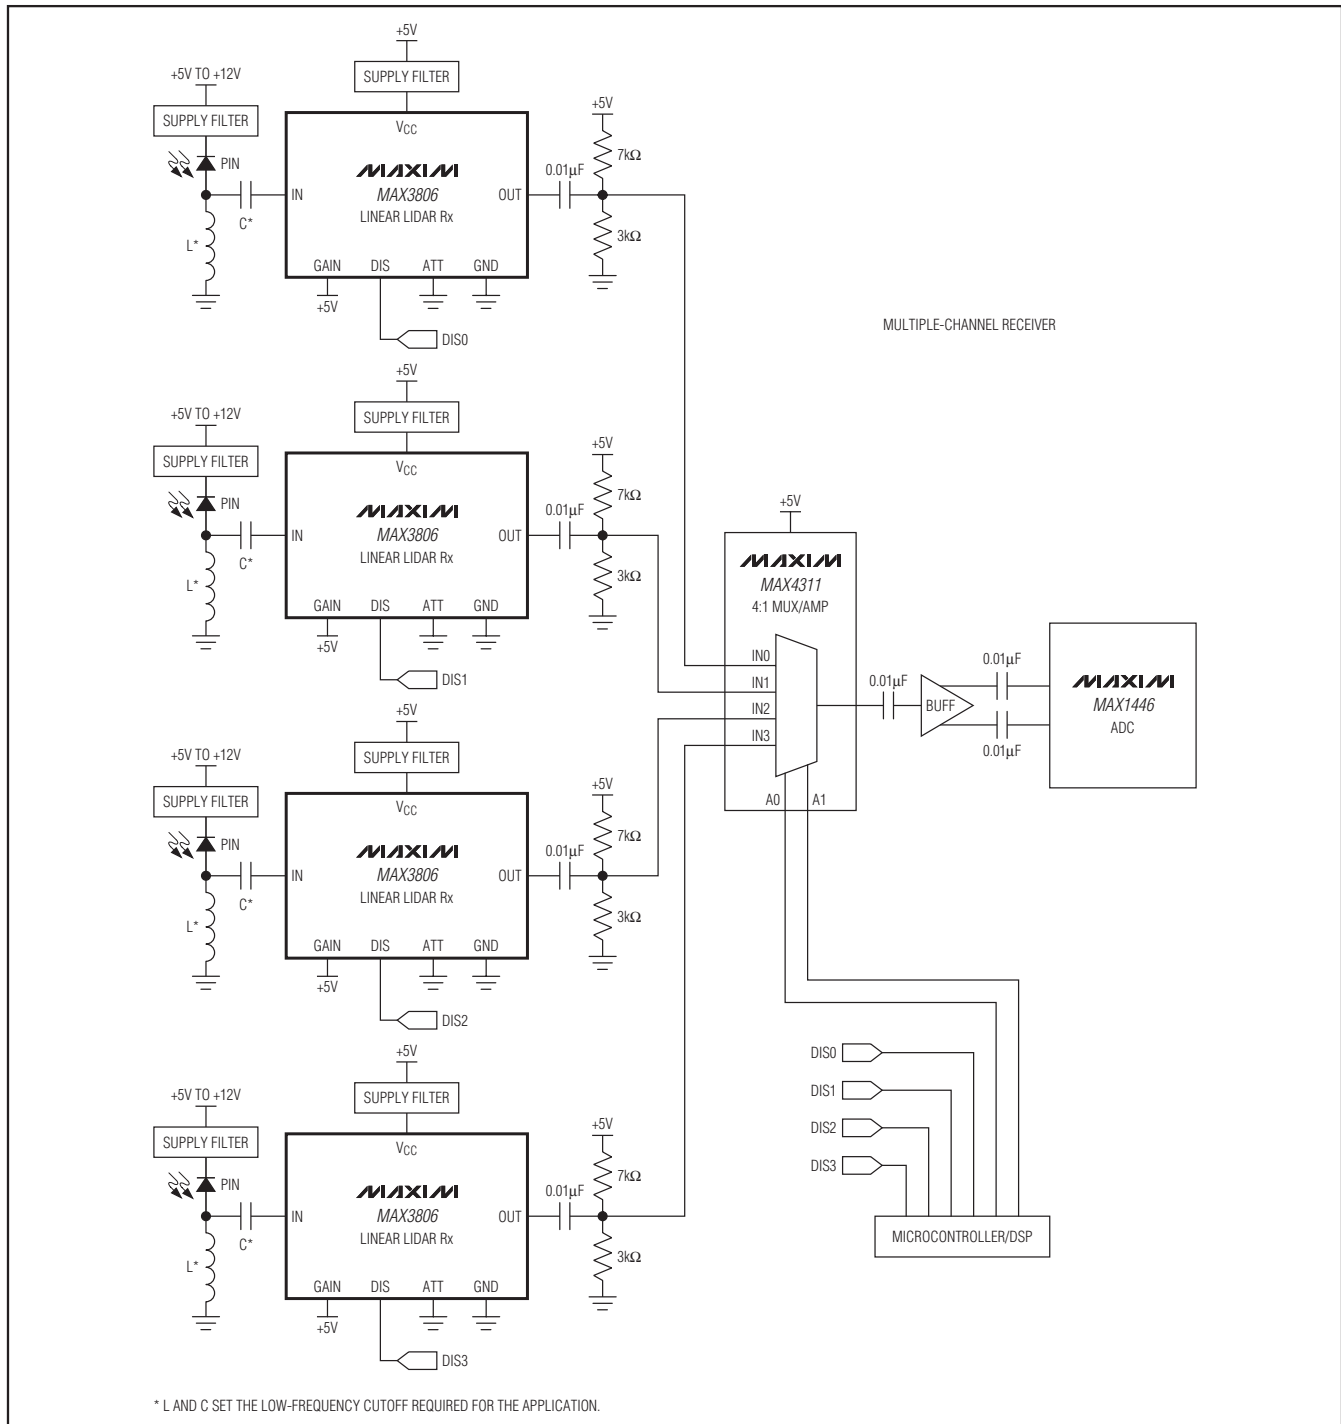 +5V
SUPPLY FILTER
+5V TO +12V
SUPPLY FILTER
PIN
C*
L*
VCC
MAXIM
MAX3806
LINEAR LIDAR Rx
IN
OUT
GAIN
DIS
ATT
GND
+5V
DIS0
0.01µF
+5V
7kΩ
3kΩ
MULTIPLE-CHANNEL RECEIVER
+5V
SUPPLY FILTER
+5V TO +12V
SUPPLY FILTER
PIN
C*
L*
VCC
MAXIM
MAX3806
LINEAR LIDAR Rx
IN
OUT
GAIN
DIS
ATT
GND
+5V
DIS1
0.01µF
+5V
7kΩ
3kΩ
+5V
SUPPLY FILTER
+5V TO +12V
SUPPLY FILTER
PIN
C*
L*
VCC
MAXIM
MAX3806
LINEAR LIDAR Rx
IN
OUT
GAIN
DIS
ATT
GND
+5V
DIS2
0.01µF
+5V
7kΩ
3kΩ
+5V
SUPPLY FILTER
+5V TO +12V
SUPPLY FILTER
PIN
C*
L*
VCC
MAXIM
MAX3806
LINEAR LIDAR Rx
IN
OUT
GAIN
DIS
ATT
GND
+5V
DIS3
0.01µF
+5V
7kΩ
3kΩ
+5V
MAXIM
MAX4311
4:1 MUX/AMP
IN0
IN1
IN2
IN3
A0
A1
0.01µF
BUFF
0.01µF
0.01µF
MAXIM
MAX1446
ADC
DIS0
DIS1
DIS2
DIS3
MICROCONTROLLER/DSP
* L AND C SET THE LOW-FREQUENCY CUTOFF REQUIRED FOR THE APPLICATION.